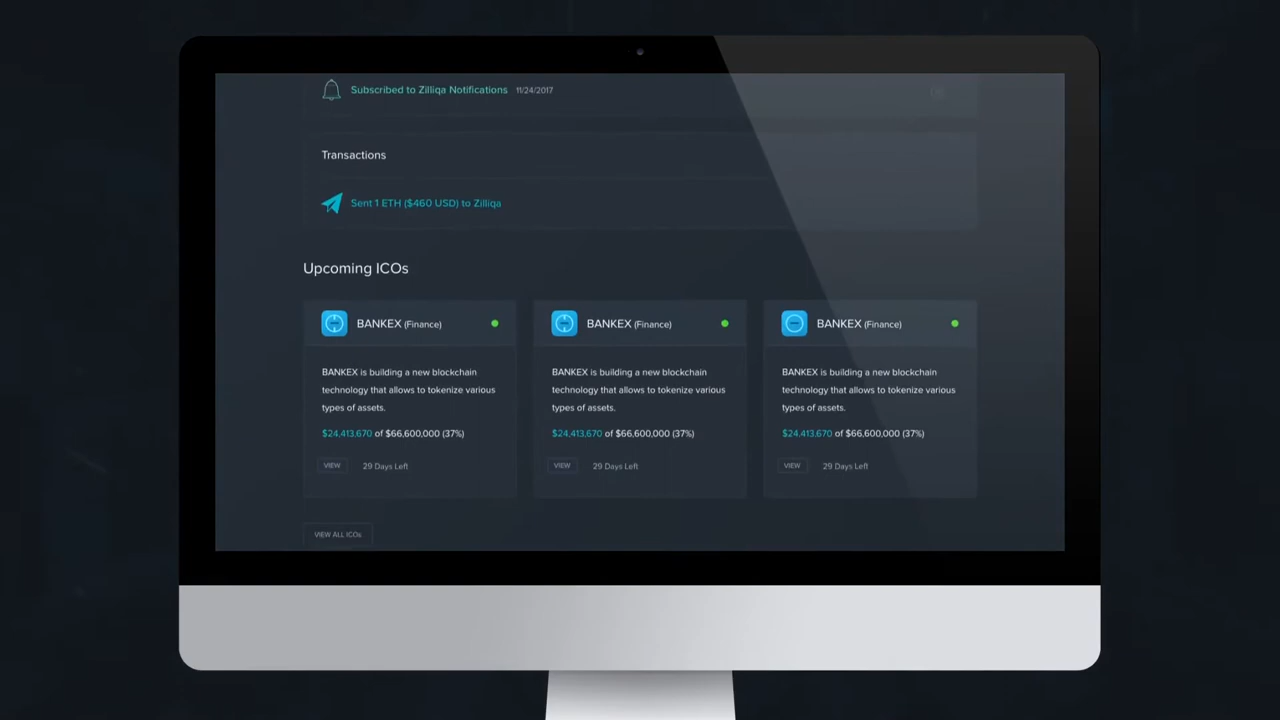 Subscribed to Zilliqa Notifications 11/24/2017
Transactions
Sent 1 ETH ($460 USD) to Zilliqa
Upcoming ICOs
BANKEX (Finance)
BANKEX is building a new blockchain
technology that allows to tokenize various
types of assets.
$24,413,670 of $66,600,000 (37%)
VIEW 29 Days Left
BANKEX (Finance)
BANKEX is building a new blockchain
technology that allows to tokenize various
types of assets.
$24,413,670 of $66,600,000 (37%)
VIEW 29 Days Left
BANKEX (Finance)
BANKEX is building a new blockchain
technology that allows to tokenize various
types of assets.
$24,413,670 of $66,600,000 (37%)
VIEW 29 Days Left
VIEW ALL ICOs